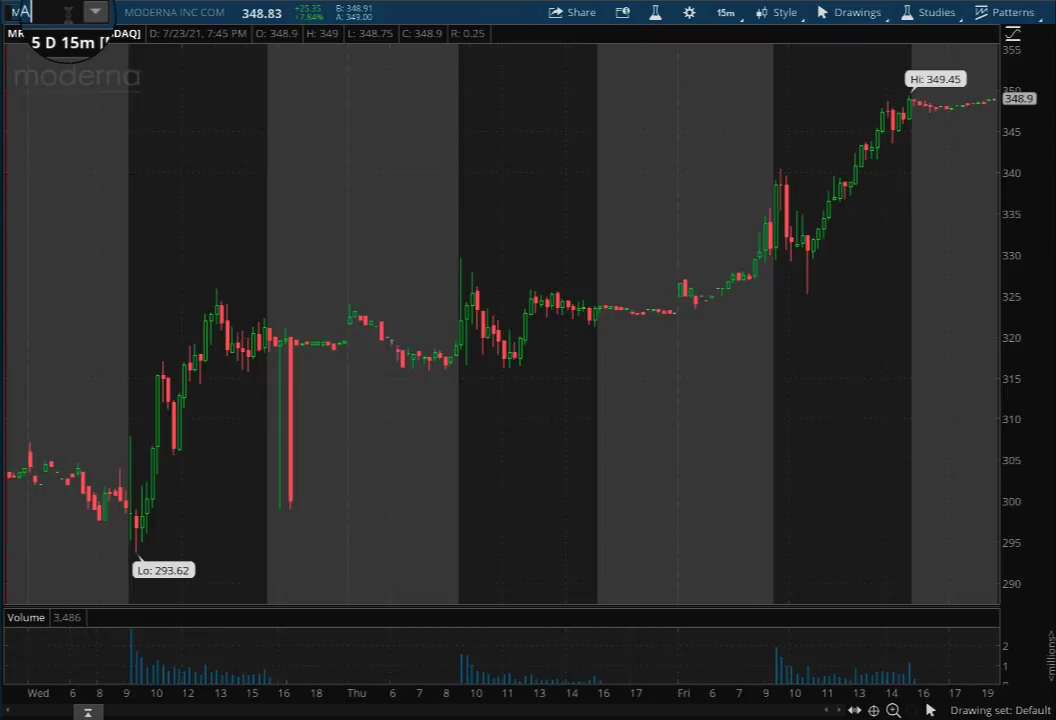 MA MODERNA INC COM 348.83 +25.35 +7.84% B: 348.91 A: 349.00 Share 15m Style Drawings Studies Patterns
MR 5 D 15m [ DAQ] D: 7/23/21, 7:45 PM O: 348.9 H: 349 L: 348.75 C: 348.9 R: 0.25
moderna
Hi: 349.45
355
350
348.9
345
340
335
330
325
320
315
310
305
300
295
290
Lo: 293.62
Volume 3,486
2
1
0
<millions>
Wed 6 8 9 10 12 13 15 16 18 Thu 6 7 8 10 11 13 14 16 17 Fri 6 7 9 10 11 13 14 16 17 19
Drawing set: Default